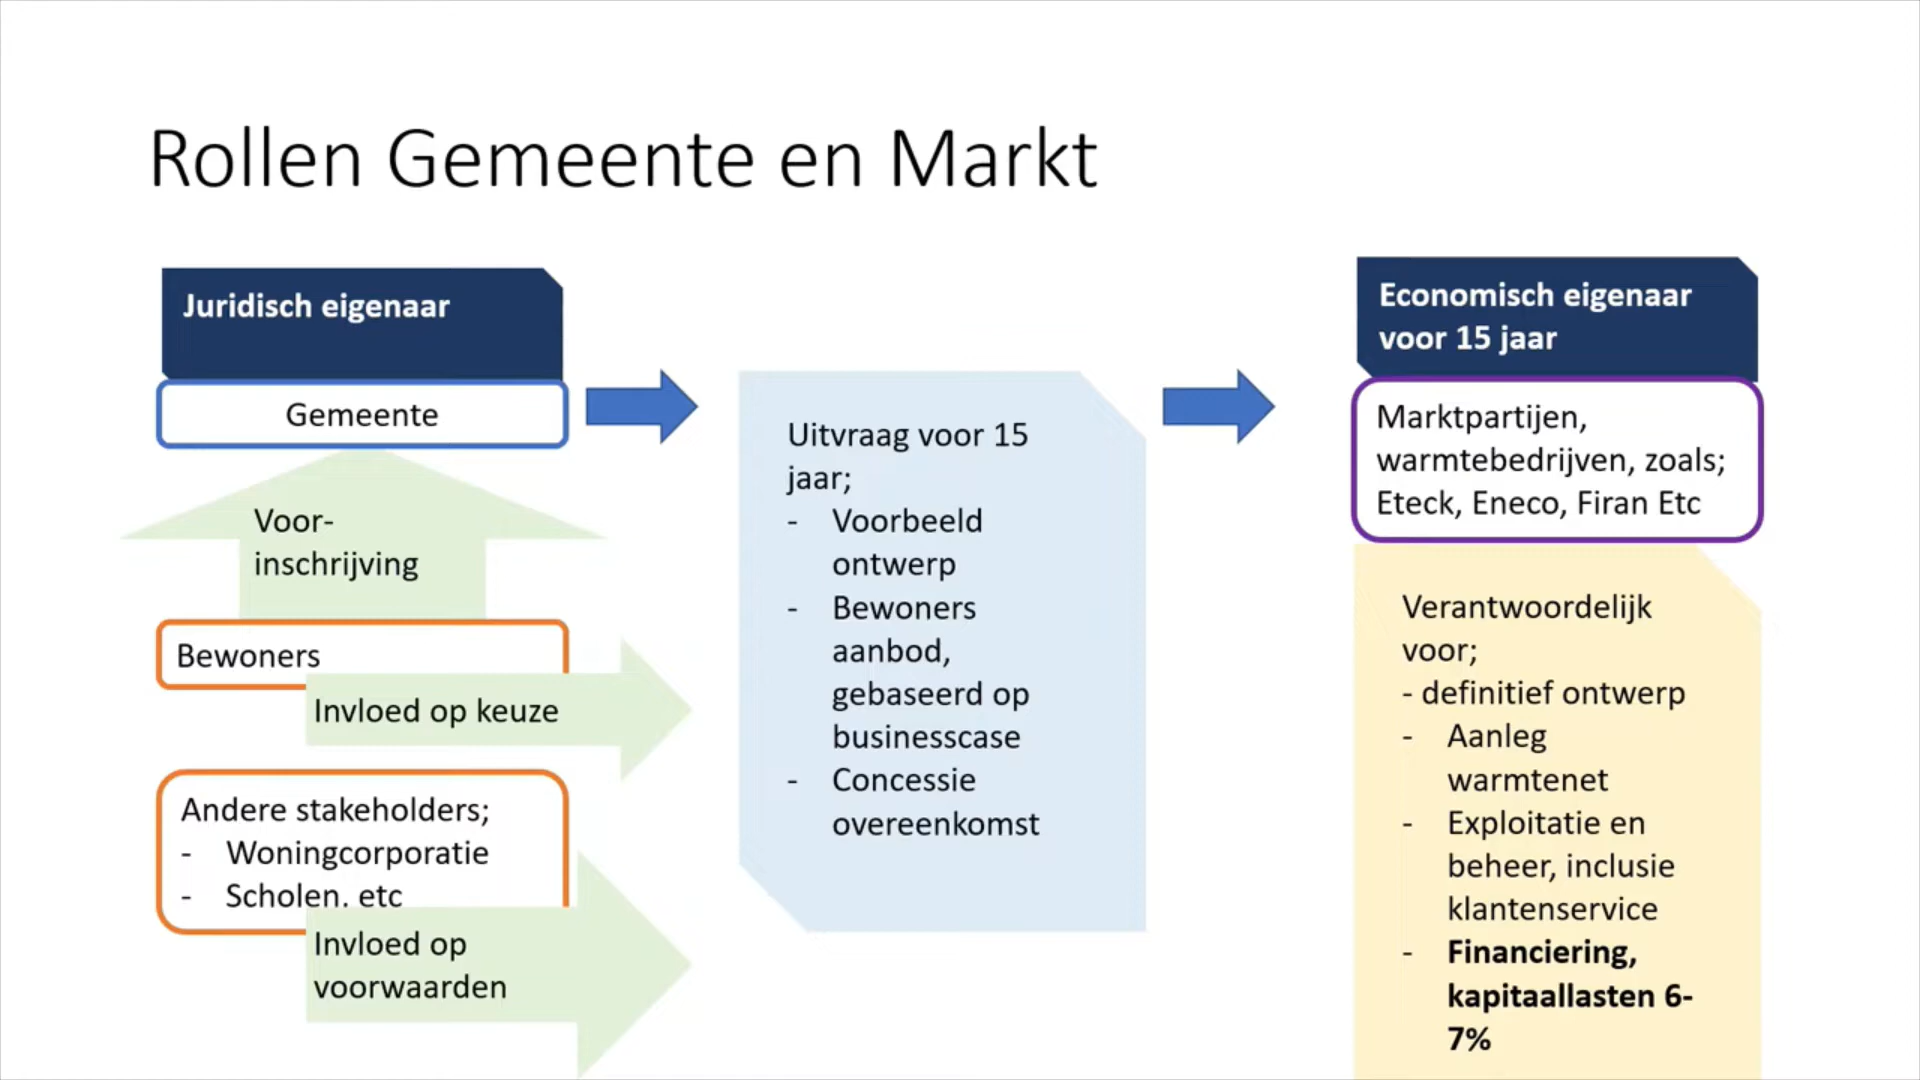 Rollen Gemeente en Markt
Juridisch eigenaar
Gemeente
Voor-
inschrijving
Bewoners
Invloed op keuze
Andere stakeholders;
- Woningcorporatie
- Scholen, etc
Invloed op
voorwaarden
Uitvraag voor 15
jaar;
- Voorbeeld
ontwerp
- Bewoners
aanbod,
gebaseerd op
businesscase
- Concessie
overeenkomst
Economisch eigenaar
voor 15 jaar
Marktpartijen,
warmtebedrijven, zoals;
Eteck, Eneco, Firan Etc
Verantwoordelijk
voor;
- definitief ontwerp
- Aanleg
warmtenet
- Exploitatie en
beheer, inclusie
klantenservice
- Financiering,
kapitaallasten 6-
7%